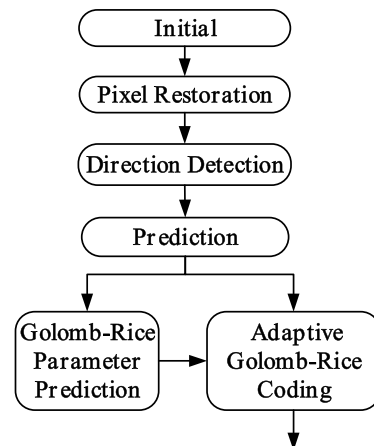 Initial
Pixel Restoration
Direction Detection
Prediction
Golomb-Rice
Parameter
Prediction
Adaptive
Golomb-Rice
Coding